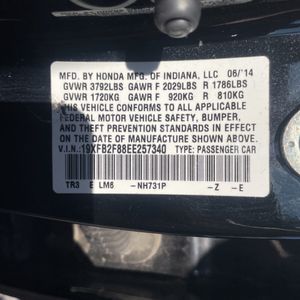 MFD. BY HONDA MFG. OF INDIANA, LLC 06/14
GVWR 3792LBS GAWR F 2029LBS R 1786LBS
GVWR 1720KG GAWR F 920KG R 810KG
THIS VEHICLE CONFORMS TO ALL APPLICABLE
FEDERAL MOTOR VEHICLE SAFETY, BUMPER
AND THEFT PREVENTION STANDARDS IN EFFECT
ON THE DATE OF MANUFACTURE SHOWN ABOVE.
V.I.N.: 19XFB2F88EE257340 TYPE: PASSENGER CAR
TR3 E LM6 -NH731P -Z -E